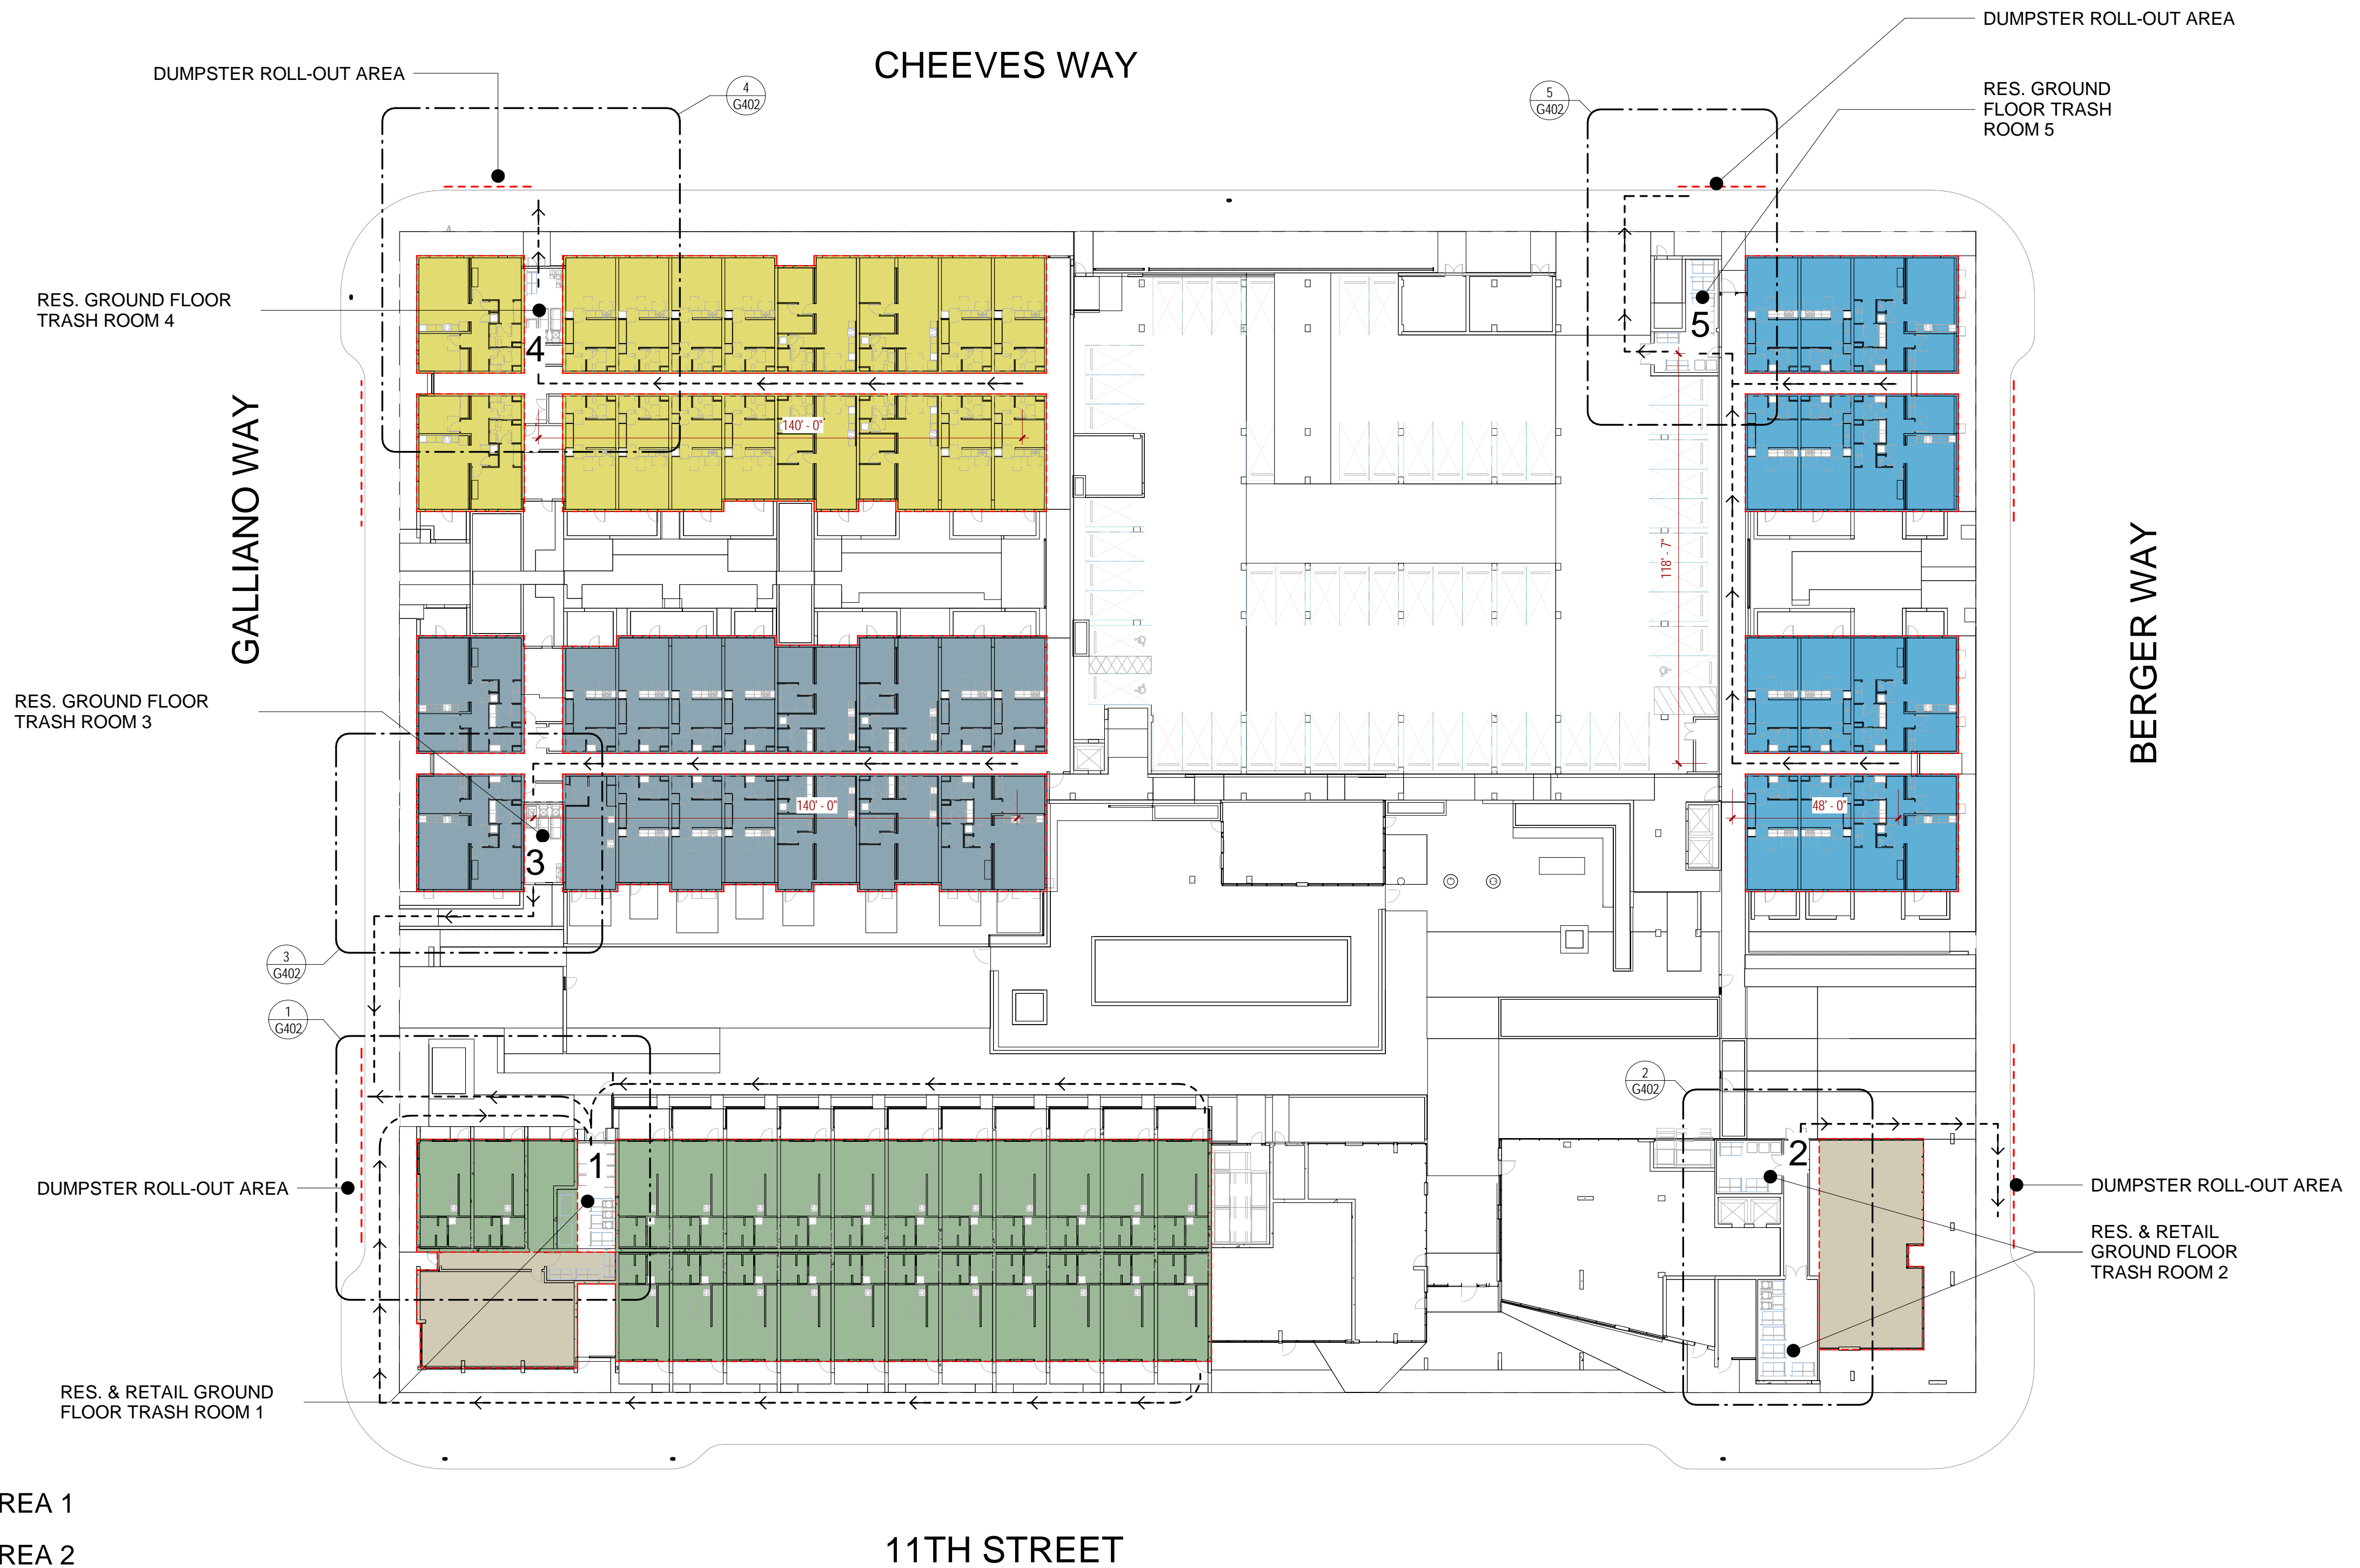 DUMPSTER ROLL-OUT AREA
CHEEVES WAY
DUMPSTER ROLL-OUT AREA
4
G402
5
G402
RES. GROUND
FLOOR TRASH
ROOM 5
RES. GROUND FLOOR
TRASH ROOM 4
4
5
140' - 0"
GALLIANO WAY
118' - 7"
BERGER WAY
RES. GROUND FLOOR
TRASH ROOM 3
140' - 0"
48' - 0"
3
3
G402
1
G402
2
G402
1
2
DUMPSTER ROLL-OUT AREA
DUMPSTER ROLL-OUT AREA
RES. & RETAIL
GROUND FLOOR
TRASH ROOM 2
RES. & RETAIL GROUND
FLOOR TRASH ROOM 1
REA 1
11TH STREET
REA 2